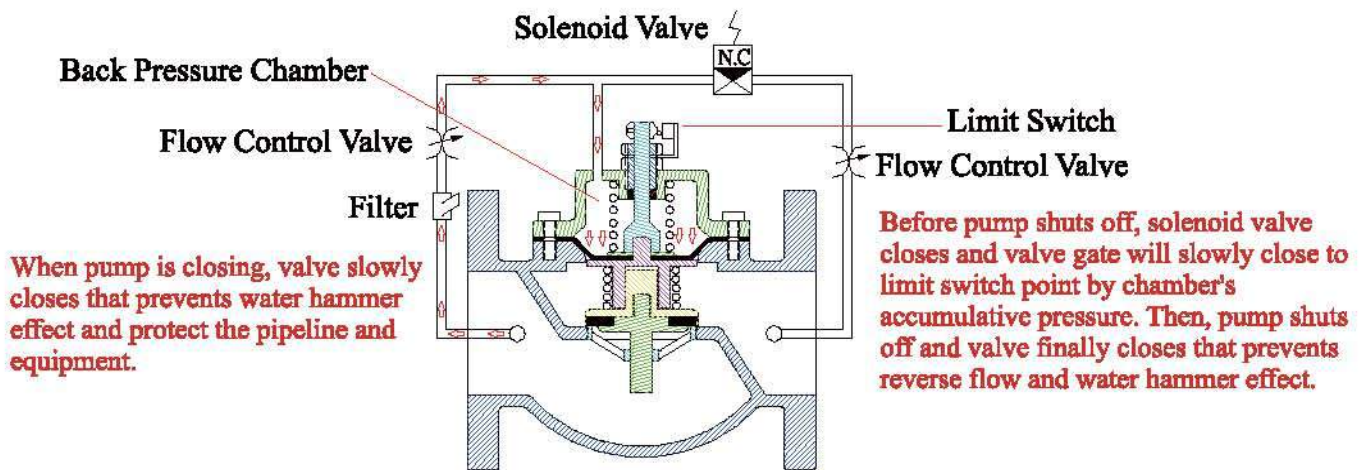 Solenoid Valve
N.C
Back Pressure Chamber
Flow Control Valve
Limit Switch
Flow Control Valve
Filter
When pump is closing, valve slowly
closes that prevents water hammer
effect and protect the pipeline and
equipment.
Before pump shuts off, solenoid valve
closes and valve gate will slowly close to
limit switch point by chamber's
accumulative pressure. Then, pump shuts
off and valve finally closes that prevents
reverse flow and water hammer effect.